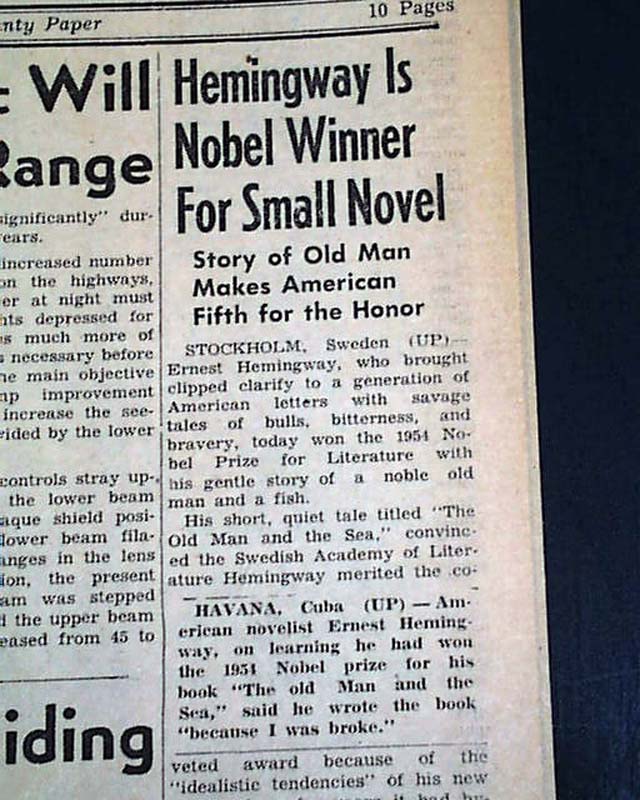 nty Paper
10 Pages
Will
Range
significantly" dur-
ears.
increased number
on the highways,
er at night must
hts depressed for
s much more of
s necessary before
he main objective
mp improvement
increase the see-
vided by the lower
controls stray up-
the lower beam
aque shield posi-
lower beam fila-
anges in the lens
ion, the present
am was stepped
d the upper beam
eased from 45 to
iding
Hemingway Is
Nobel Winner
For Small Novel
Story of Old Man
Makes American
Fifth for the Honor
STOCKHOLM, Sweden (UP)—
Ernest Hemingway, who brought
clipped clarify to a generation of
American letters with savage
tales of bulls, bitterness, and
bravery, today won the 1954 No-
bel Prize for Literature with
his gentle story of a noble old
man and a fish.
His short, quiet tale titled "The
Old Man and the Sea," convinc-
ed the Swedish Academy of Liter-
ature Hemingway merited the co-
HAVANA, Cuba (UP) — Am-
erican novelist Ernest Heming-
way, on learning he had won
the 1954 Nobel prize for his
book "The old Man and the
Sea," said he wrote the book
"because I was broke."
veted award because of the
"idealistic tendencies" of his new